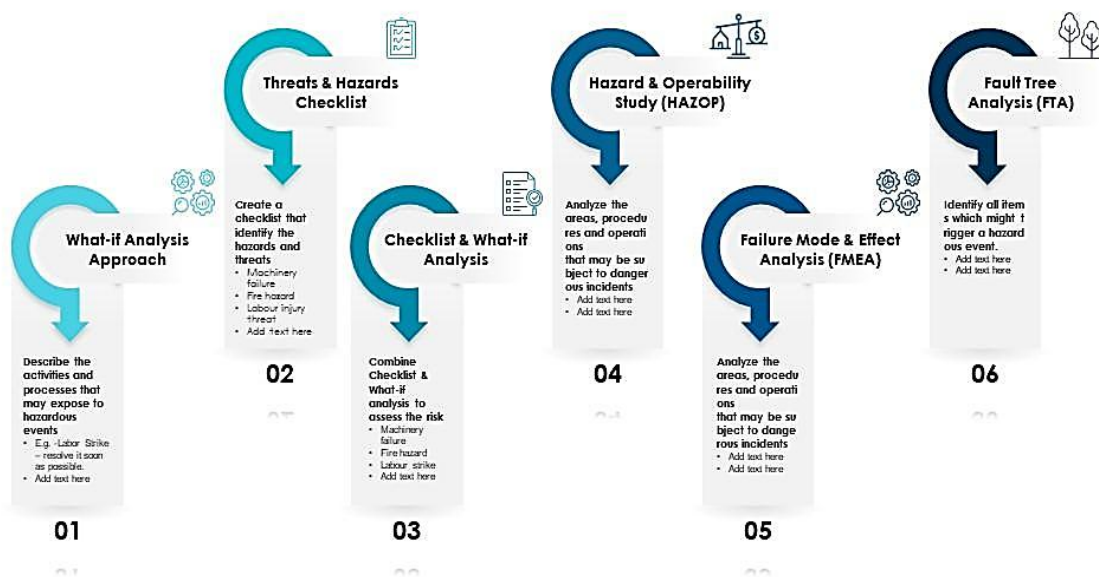 What-if Analysis
Approach
Describe the
activities and
processes that
may expose to
hazardous
events
• E.g. -Labor Strike
– resolve it soon
as possible.
• Add text here
01
Threats & Hazards
Checklist
Create a
checklist that
identify the
hazards and
threats
• Machinery
failure
• Fire hazard
• Labour injury
threat
• Add text here
02
Checklist & What-if
Analysis
Combine
Checklist &
What-if
analysis to
assess the risk
• Machinery
failure
• Fire hazard
• Labour strike
• Add text here
03
Hazard & Operability
Study (HAZOP)
Analyze the
areas, procedu
res and operati
ons
that may be su
bject to danger
ous incidents
• Add text here
• Add text here
04
Failure Mode & Effect
Analysis (FMEA)
Analyze the
areas, procedu
res and operati
ons
that may be su
bject to dange
rous incidents
• Add text here
• Add text here
05
Fault Tree
Analysis (FTA)
Identify all item
s which might t
rigger a hazard
ous event.
• Add text here
• Add text here
06